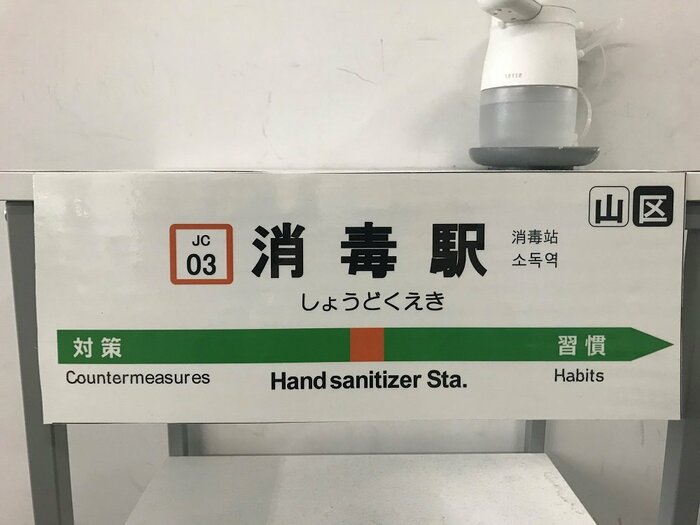 山 区
JC
03
消毒駅
消毒站
소독역
しょうどくえき
対策
習慣
Countermeasures
Hand sanitizer Sta.
Habits